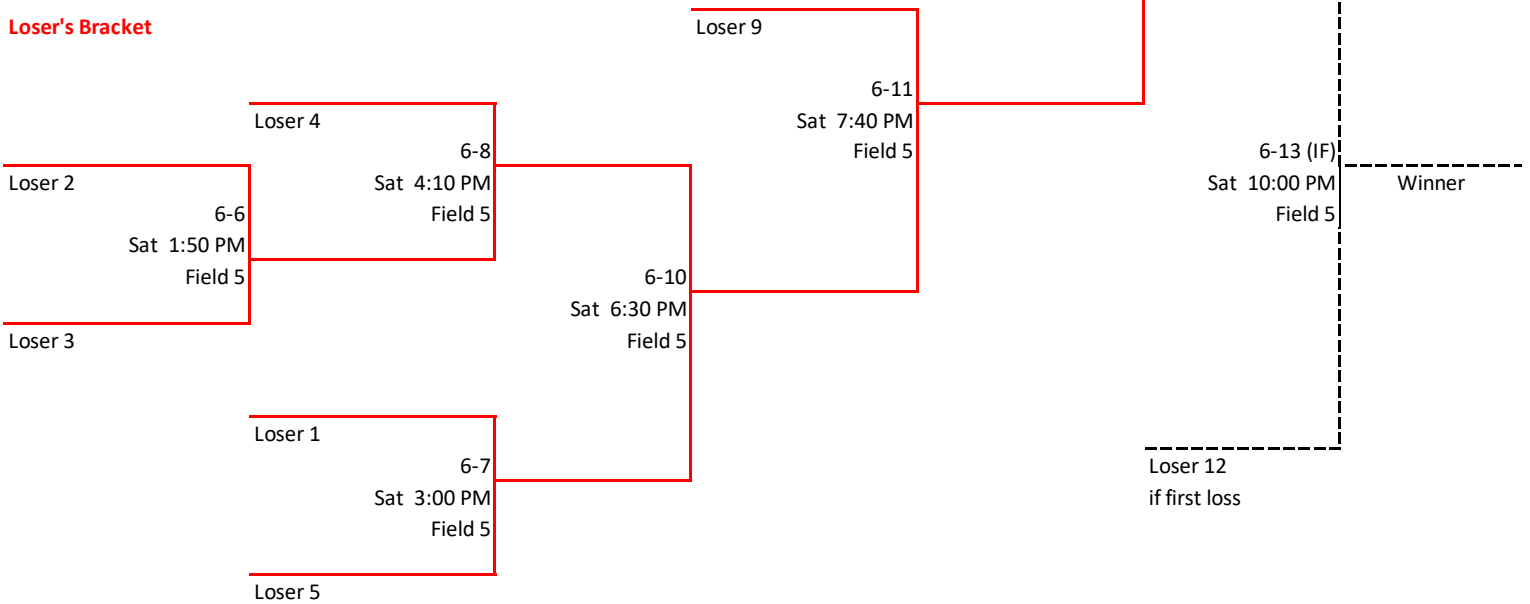 Loser's Bracket
Loser 9
6-11
Sat 7:40 PM
Field 5
Loser 4
6-8
Sat 4:10 PM
Field 5
Loser 2
6-6
Sat 1:50 PM
Field 5
Loser 3
6-10
Sat 6:30 PM
Field 5
Loser 1
6-7
Sat 3:00 PM
Field 5
Loser 5
6-13 (IF)
Sat 10:00 PM
Field 5
Winner
Loser 12
if first loss